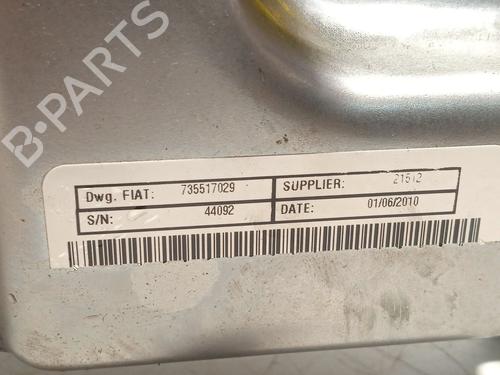 B-PARTS
Dwg. FIAT: 735517029 SUPPLIER: 21512
S/N: 44092 DATE: 01/06/2010